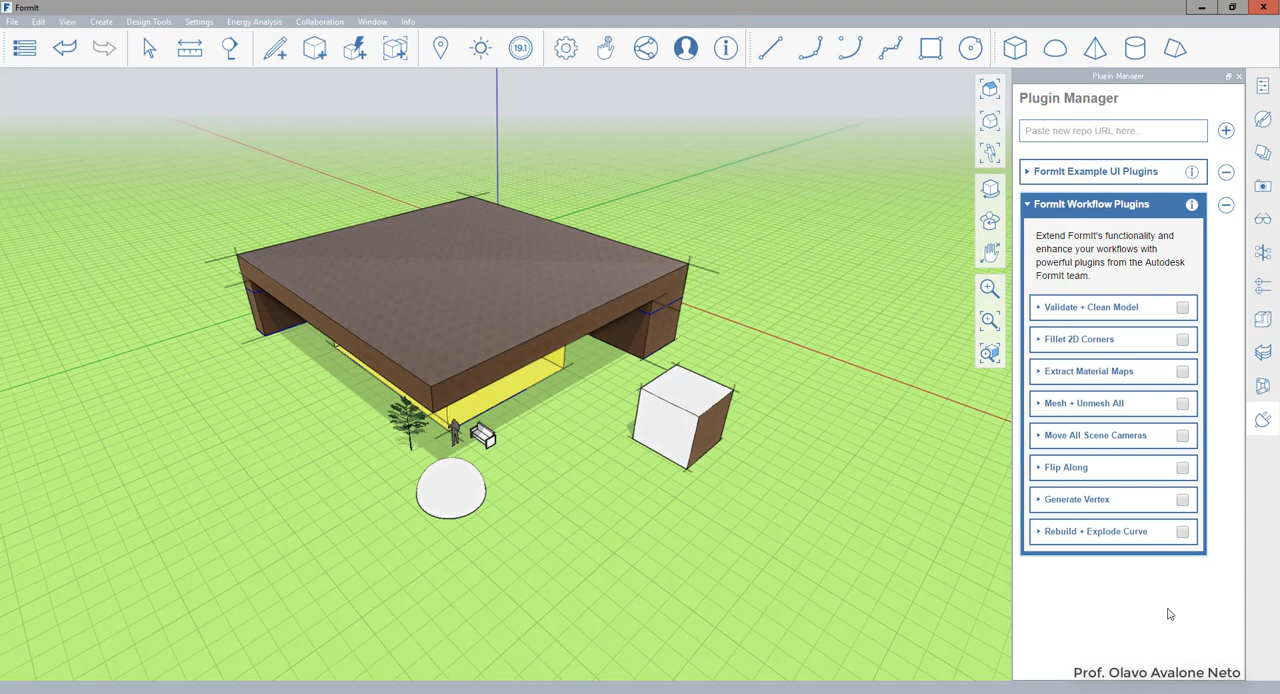 FormIt
File Edit View Create Design Tools Settings Energy Analysis Collaboration Window Info
19.1
Plugin Manager
Plugin Manager
Paste new repo URL here...
FormIt Example UI Plugins
FormIt Workflow Plugins
Extend FormIt's functionality and
enhance your workflows with
powerful plugins from the Autodesk
FormIt team.
Validate + Clean Model
Fillet 2D Corners
Extract Material Maps
Mesh + Unmesh All
Move All Scene Cameras
Flip Along
Generate Vertex
Rebuild + Explode Curve
Prof. Olavo Avalone Neto